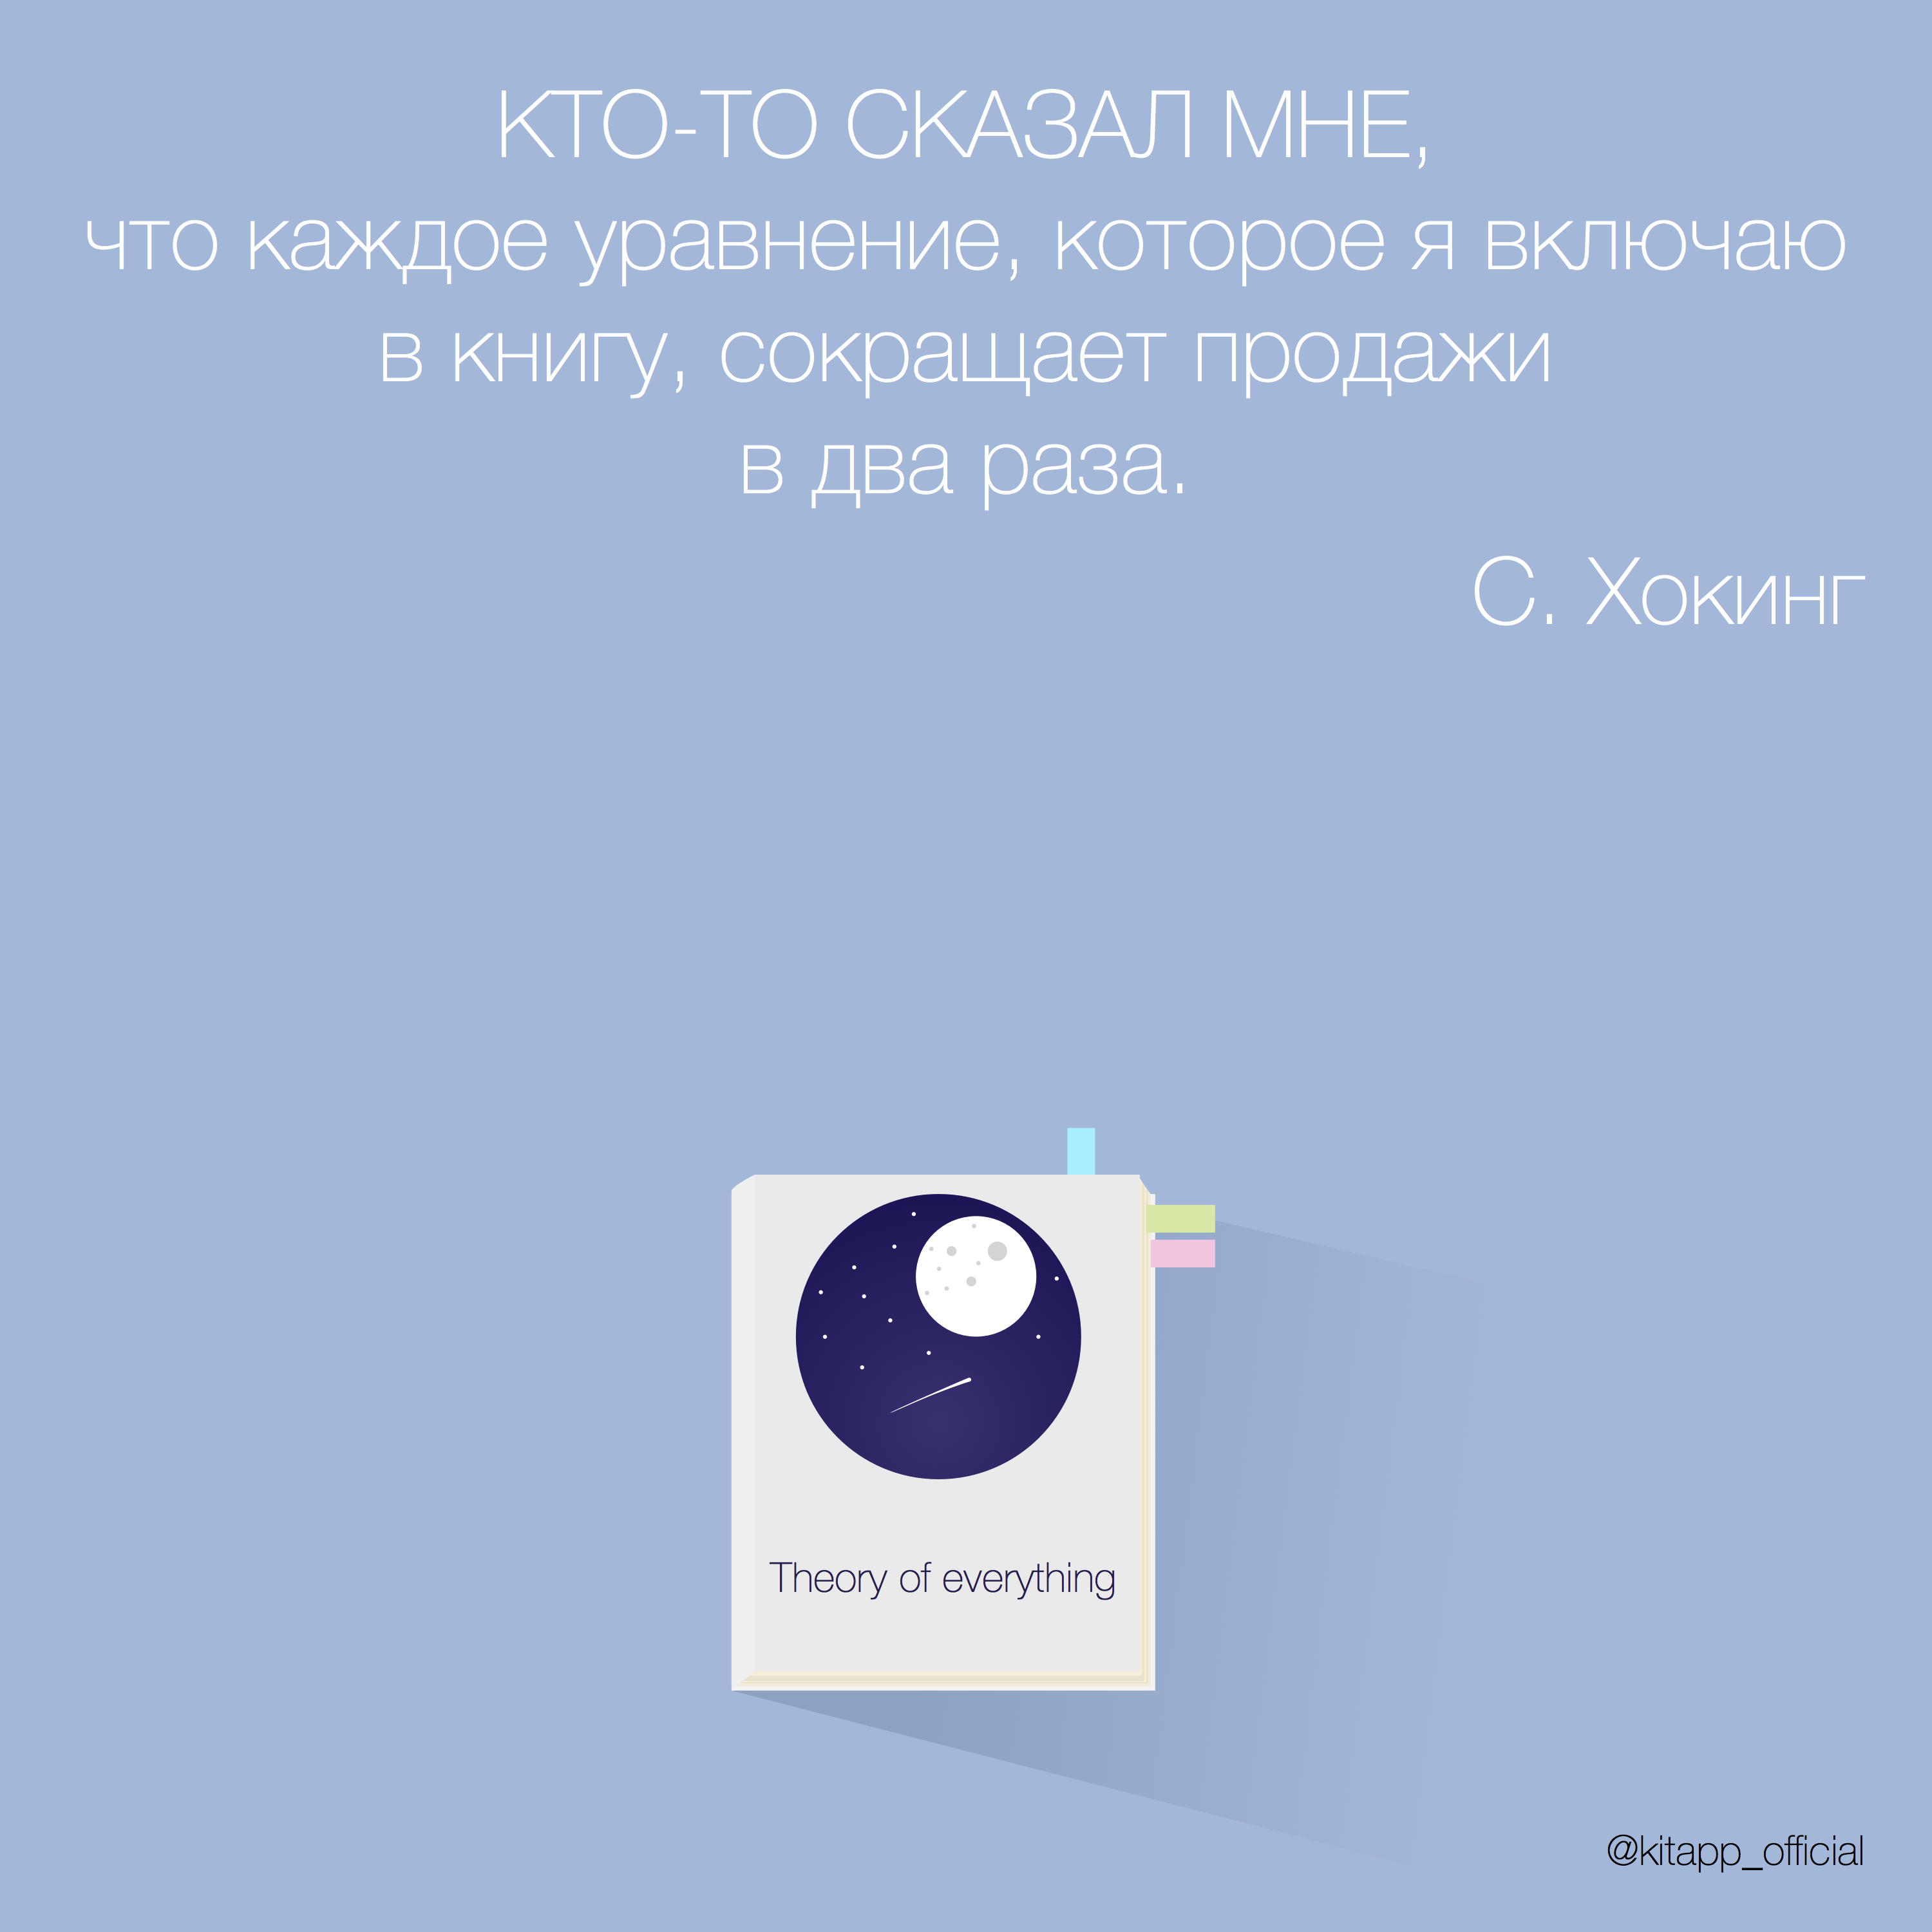 КТО-ТО СКАЗАЛ МНЕ,
что каждое уравнение, которое я включаю
в книгу, сокращает продажи
в два раза.
С. Хокинг
Theory of everything
@kitapp_official